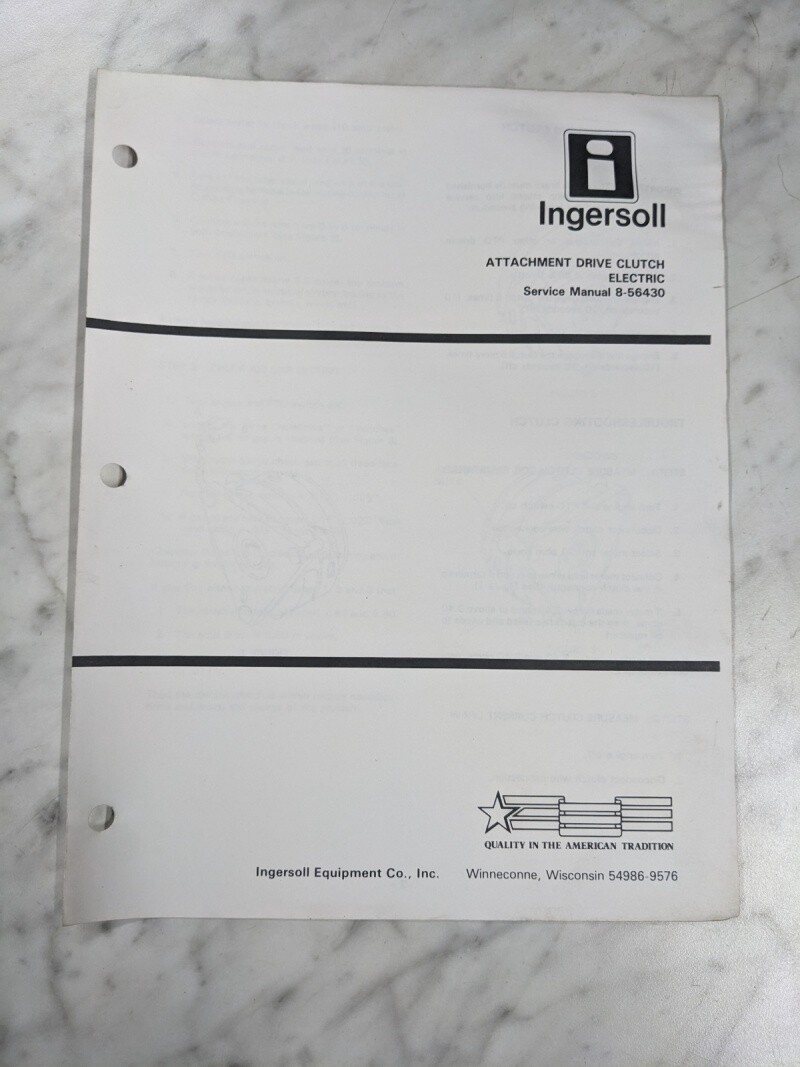 Ingersoll
ATTACHMENT DRIVE CLUTCH
ELECTRIC
Service Manual 8-56430
QUALITY IN THE AMERICAN TRADITION
Ingersoll Equipment Co., Inc. Winneconne, Wisconsin 54986-9576